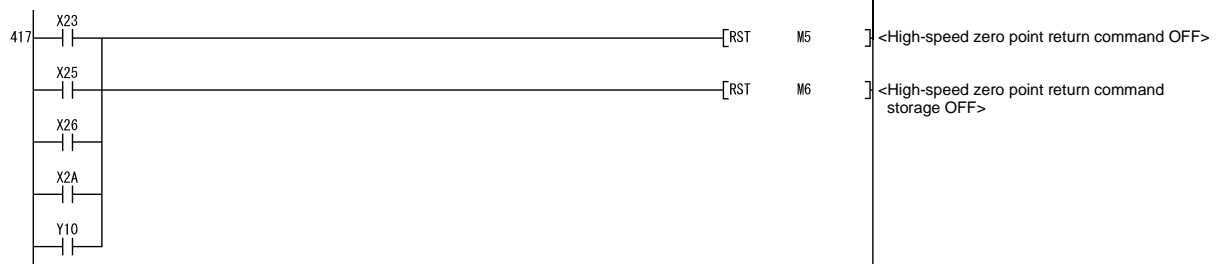 X23
417 [RST M5 ] <High-speed zero point return command OFF>
X25
[RST M6 ] <High-speed zero point return command
storage OFF>
X26
X2A
Y10